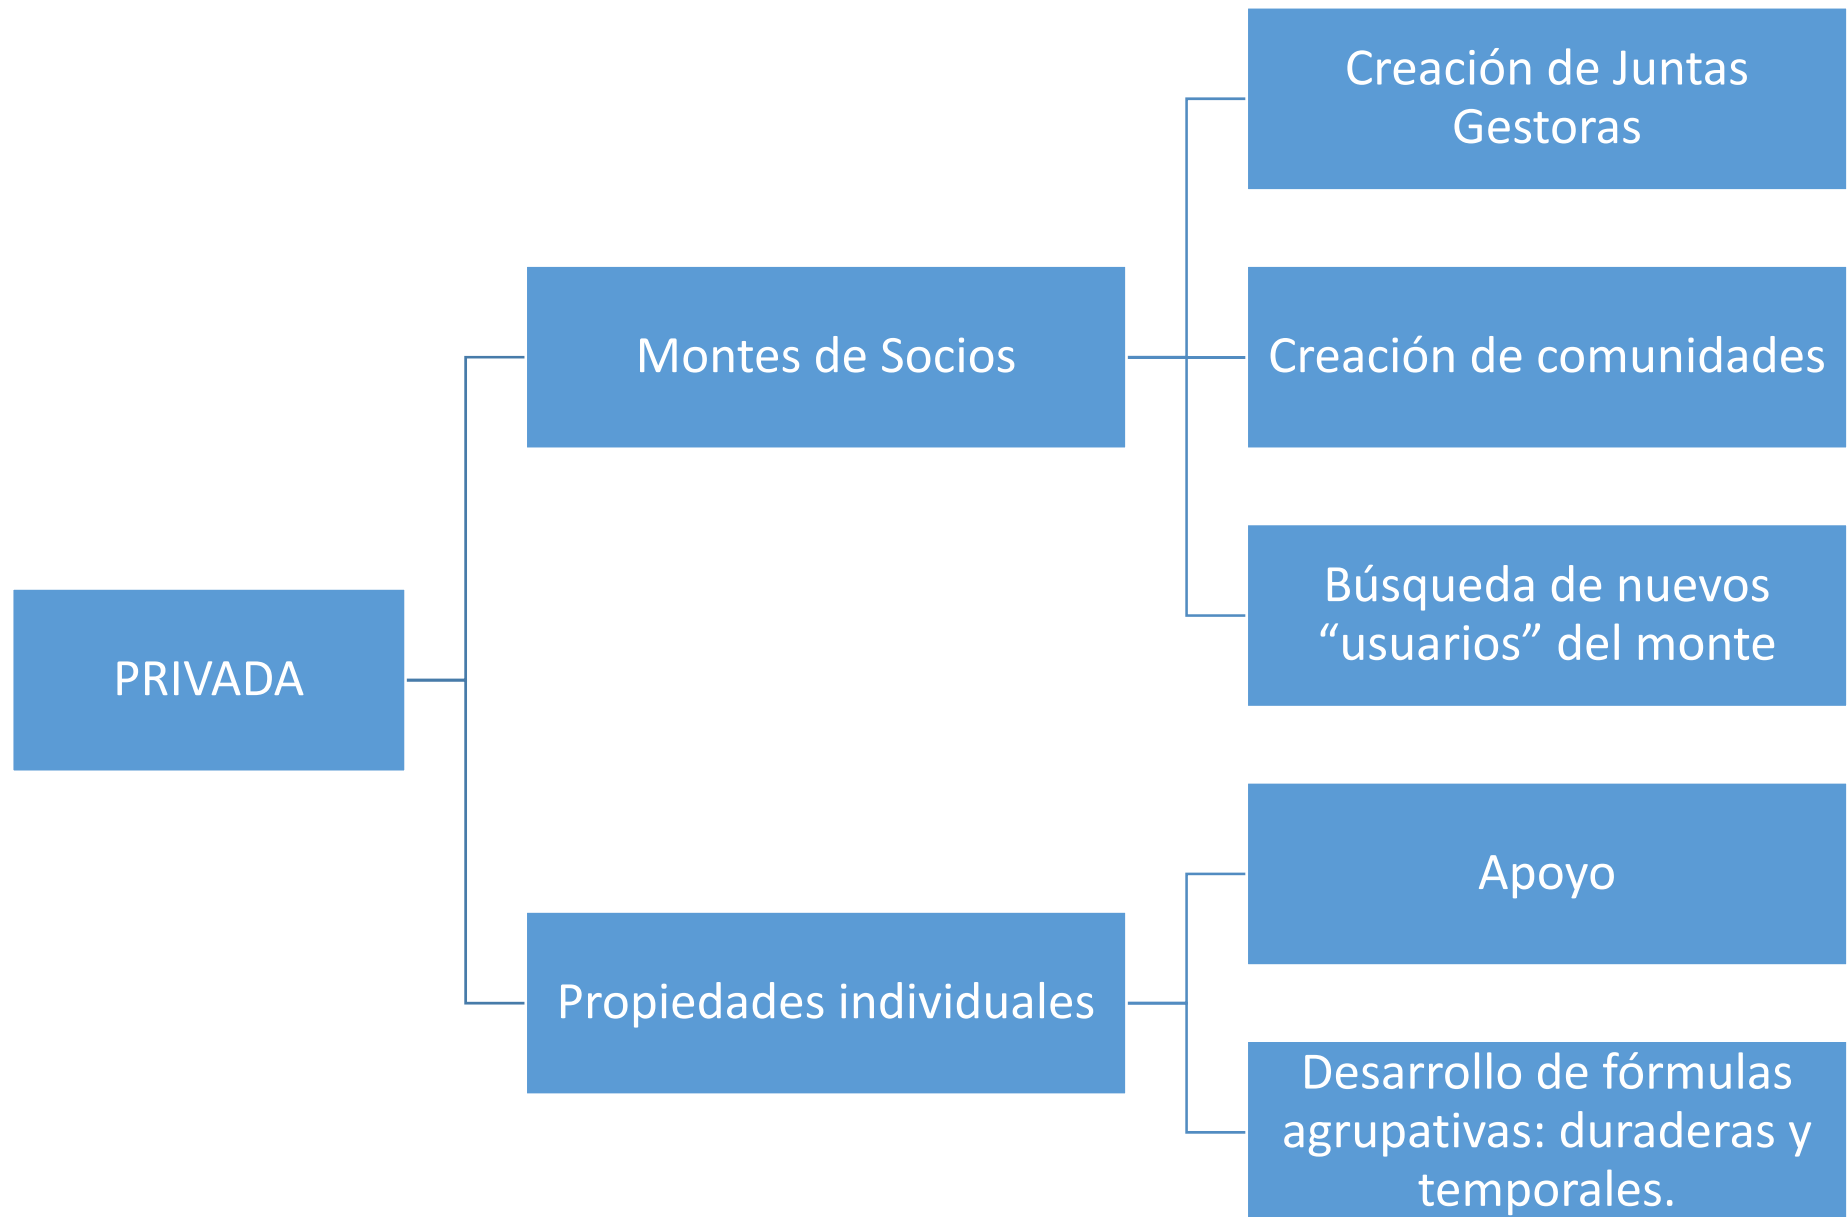 PRIVADA
Montes de Socios
Creación de Juntas
Gestoras
Creación de comunidades
Búsqueda de nuevos
“usuarios” del monte
Propiedades individuales
Apoyo
Desarrollo de fórmulas
agrupativas: duraderas y
temporales.